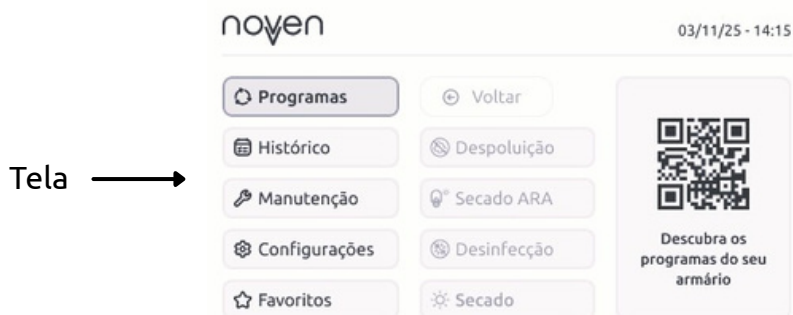 noven
03/11/25 - 14:15
Tela
Programas
Histórico
Manutenção
Configurações
Favoritos
Voltar
Despoluição
Secado ARA
Desinfecção
Secado
Descubra os
programas do seu
armário